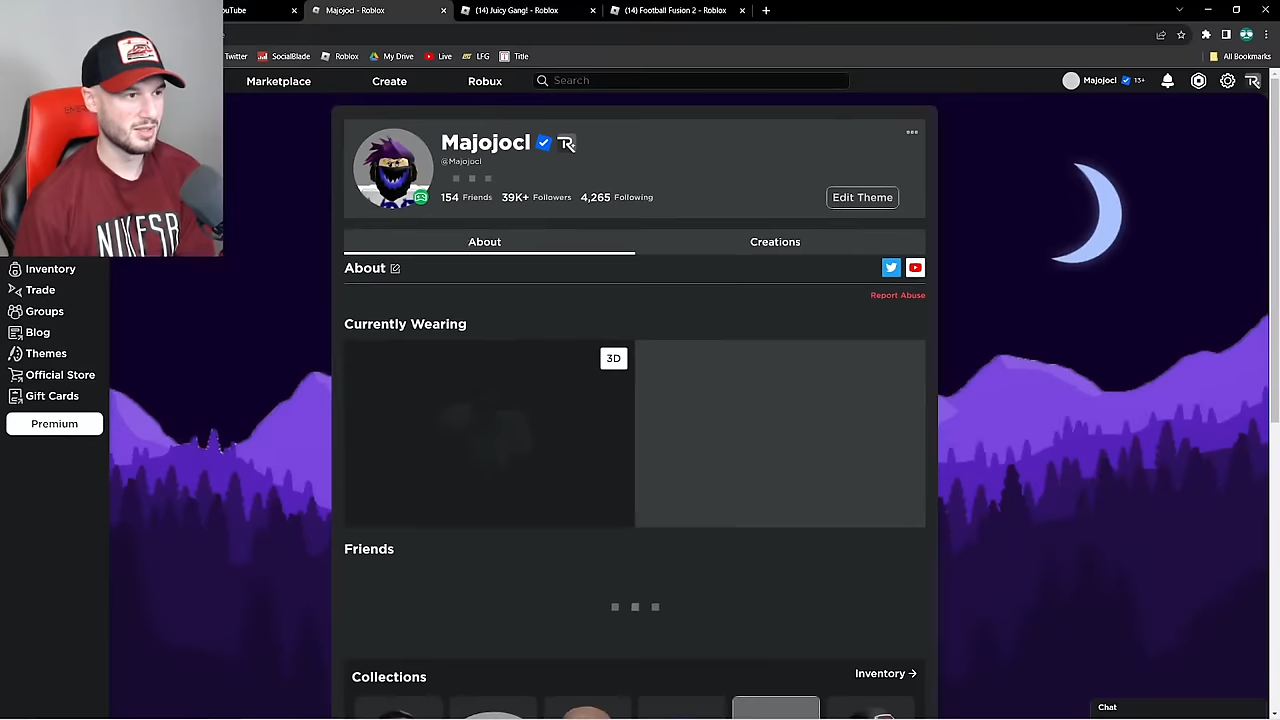 ouTube
Majojocl - Roblox
(14) Juicy Gang! - Roblox
(14) Football Fusion 2 - Roblox
Twitter
SocialBlade
Roblox
My Drive
Live
LFG
Title
All Bookmarks
Marketplace
Create
Robux
Search
Majojocl
13+
Majojocl
@Majojocl
154 Friends
39K+ Followers
4,265 Following
Edit Theme
About
Creations
About
Report Abuse
Currently Wearing
3D
Friends
Collections
Inventory →
Inventory
Trade
Groups
Blog
Themes
Official Store
Gift Cards
Premium
Chat